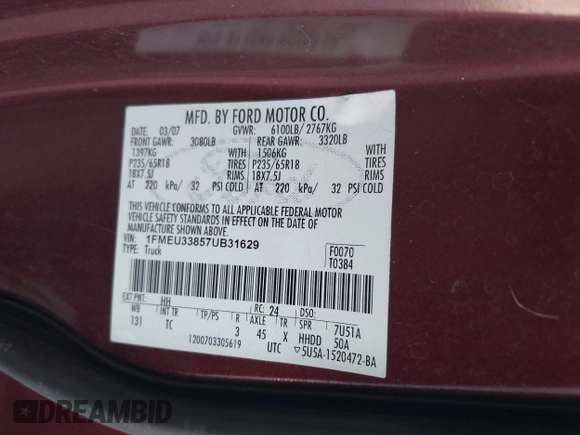 MFD. BY FORD MOTOR CO.
03/07 GVWR: 6100LB/ 2767KG
FRONT GAWR: 3080LB REAR GAWR: 3320LB
1397KG WITH 1506KG WITH
P235/65R18 TIRES P235/65R18 TIRES
18X7.5J RIMS 18X7.5J RIMS
AT 220 kPa/ 32 PSI COLD AT 220 kPa/ 32 PSI COLD
THIS VEHICLE CONFORMS TO ALL APPLICABLE FEDERAL MOTOR
VEHICLE SAFETY STANDARDS IN EFFECT ON THE DATE OF
MANUFACTURE SHOWN ABOVE.
VIN: 1FMEU33857UB31629 F0070
TYPE: Truck T0384
EXT PNT: HH RC: 24 DSO:
WB INT TR TP/PS R AXLE TR SPR 7U51A
131 TC 3 45 X HHDD 50A
1200703305619 UTC 5U5A-1520472-BA
DREAMBID